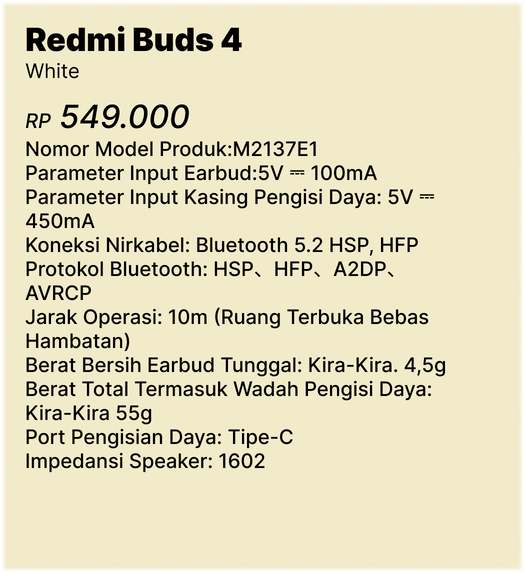 Redmi Buds 4
White
RP 549.000
Nomor Model Produk:M2137E1
Parameter Input Earbud:5V ⎓ 100mA
Parameter Input Kasing Pengisi Daya: 5V ⎓
450mA
Koneksi Nirkabel: Bluetooth 5.2 HSP, HFP
Protokol Bluetooth: HSP、HFP、A2DP、
AVRCP
Jarak Operasi: 10m (Ruang Terbuka Bebas
Hambatan)
Berat Bersih Earbud Tunggal: Kira-Kira. 4,5g
Berat Total Termasuk Wadah Pengisi Daya:
Kira-Kira 55g
Port Pengisian Daya: Tipe-C
Impedansi Speaker: 1602